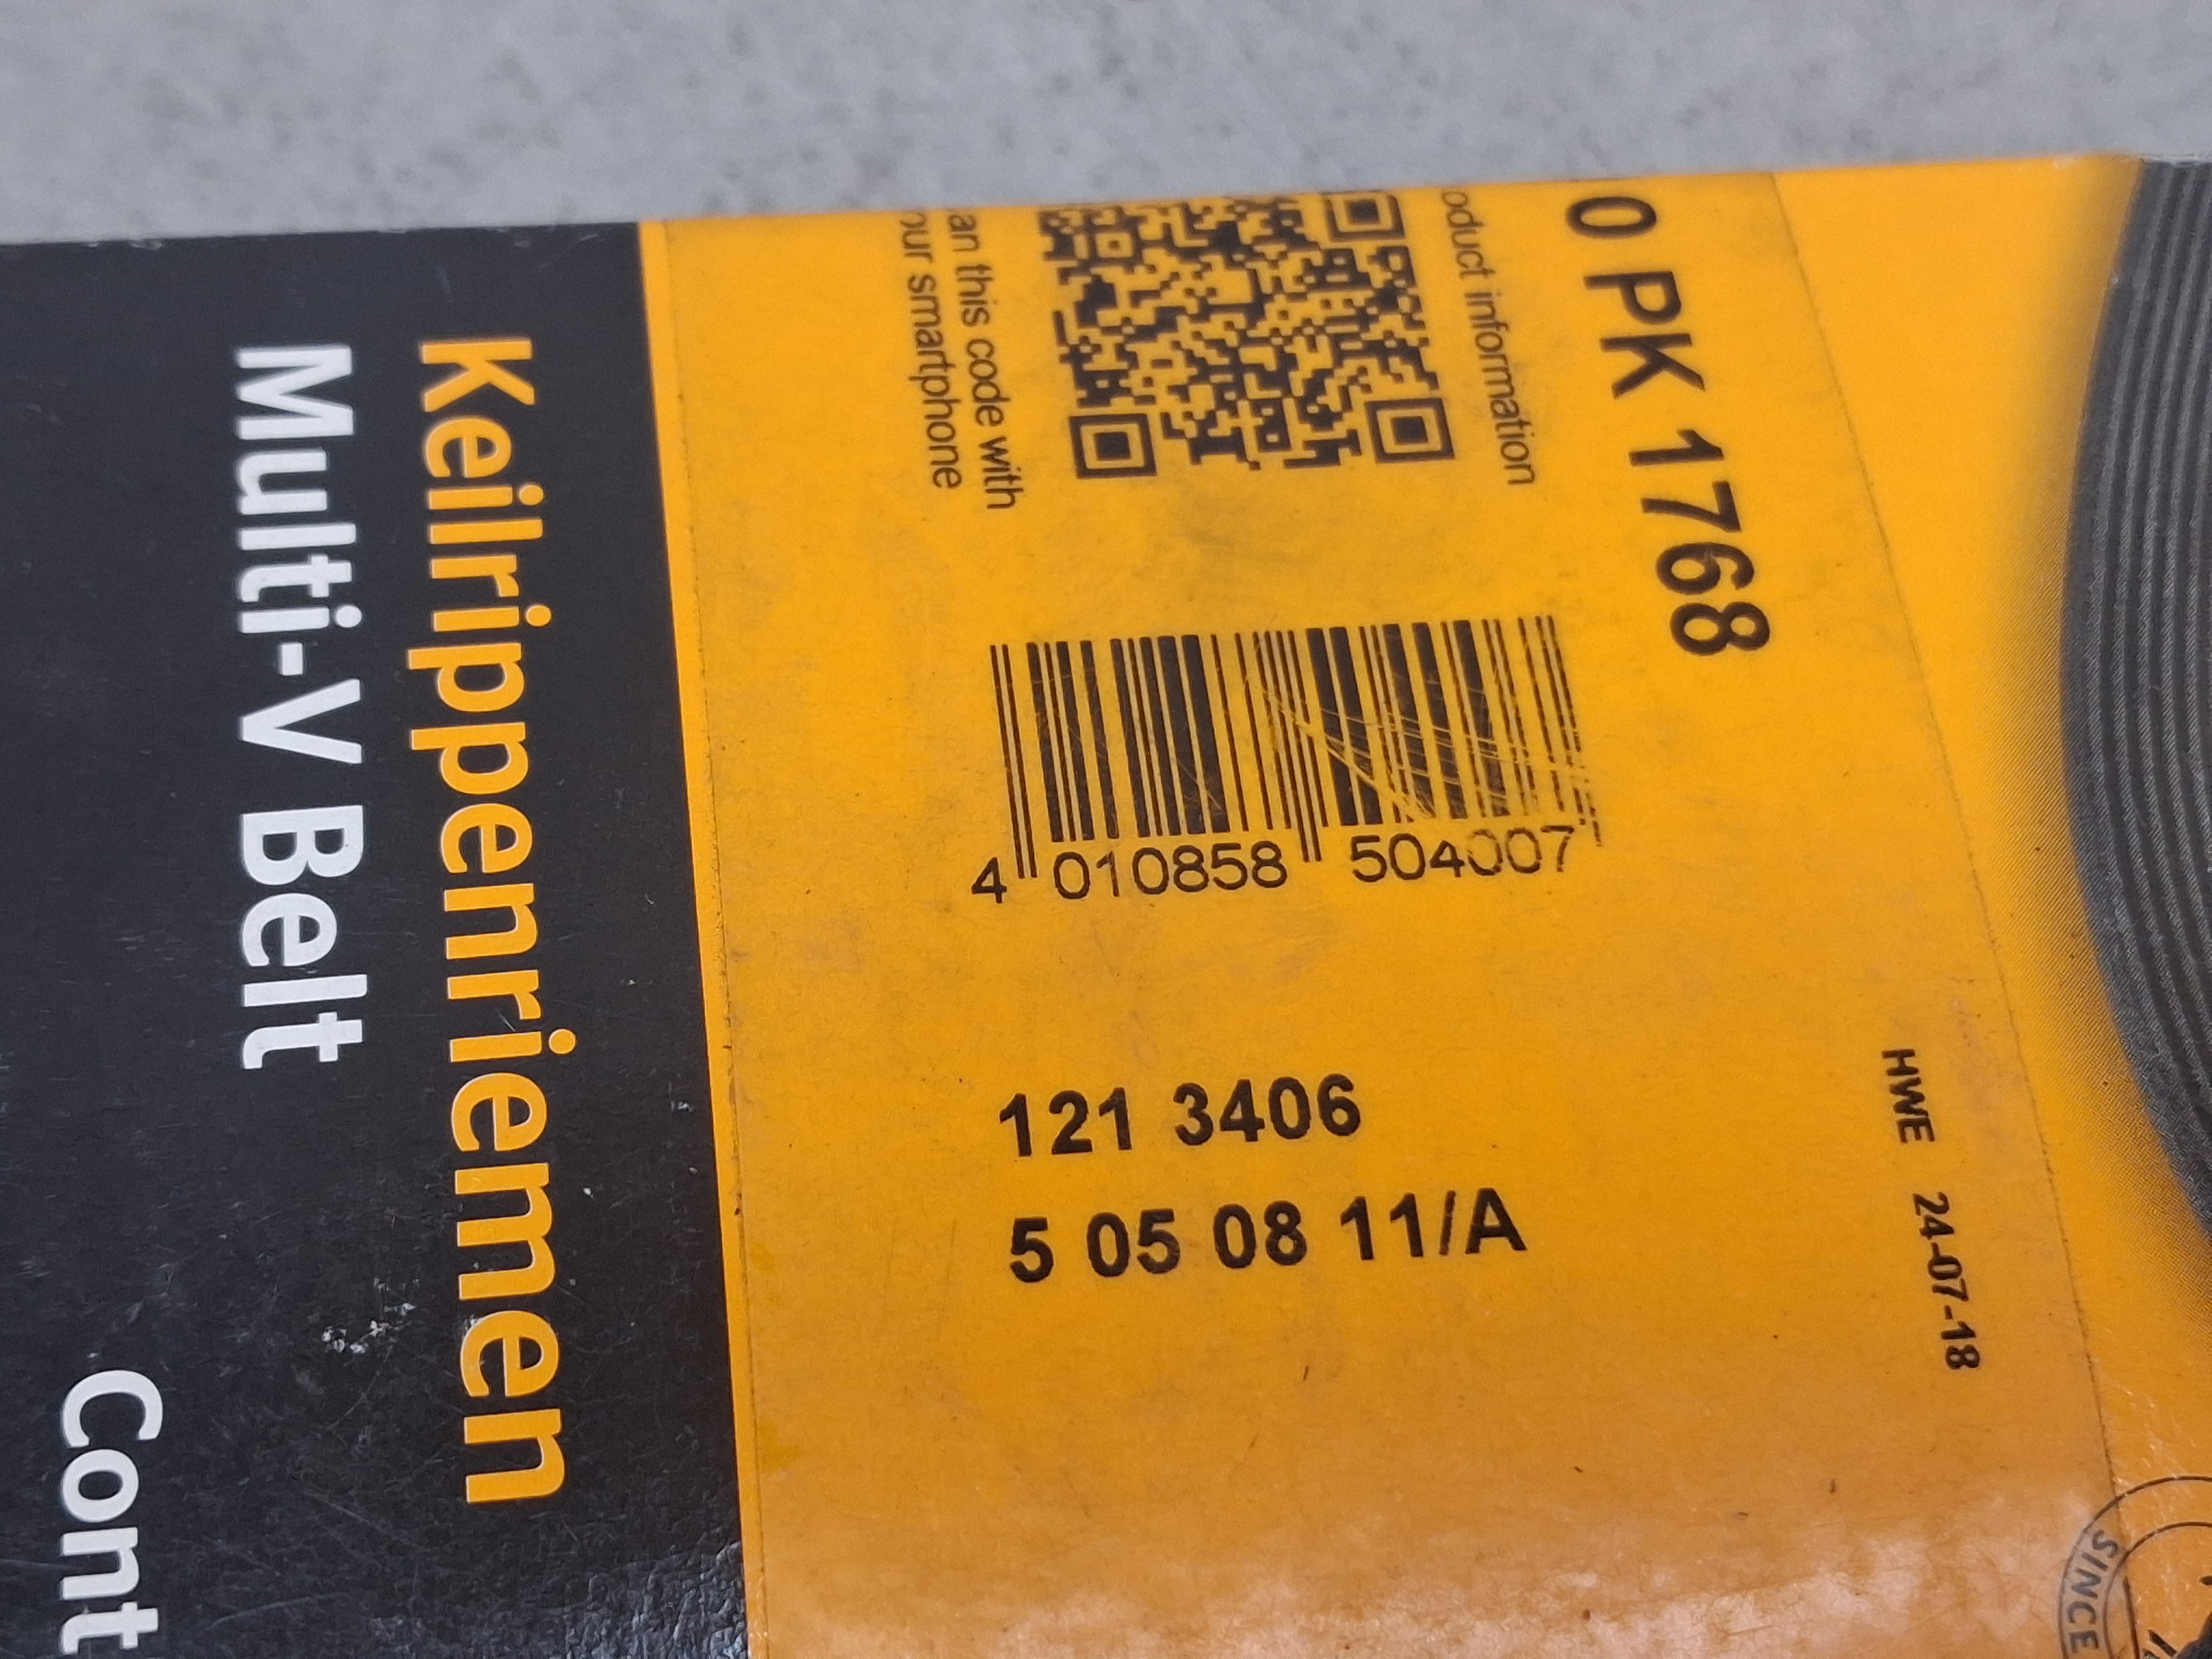 Keilrippenriemen
Multi-V Belt
Cont
0 PK 1768
oduct information
an this code with
our smartphone
4 010858 504007
121 3406
5 05 08 11/A
HWE 24-07-18
SINCE